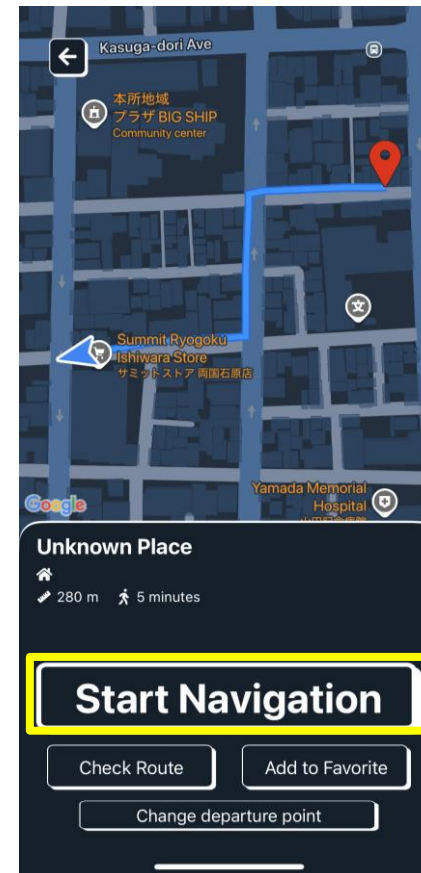 Kasuga-dori Ave
本所地域
プラザ BIG SHIP
Community center
文
Summit Ryogoku
Ishiwara Store
サミットストア 両国石原店
Yamada Memorial
Hospital
Google
Unknown Place
280 m 5 minutes
Start Navigation
Check Route
Add to Favorite
Change departure point